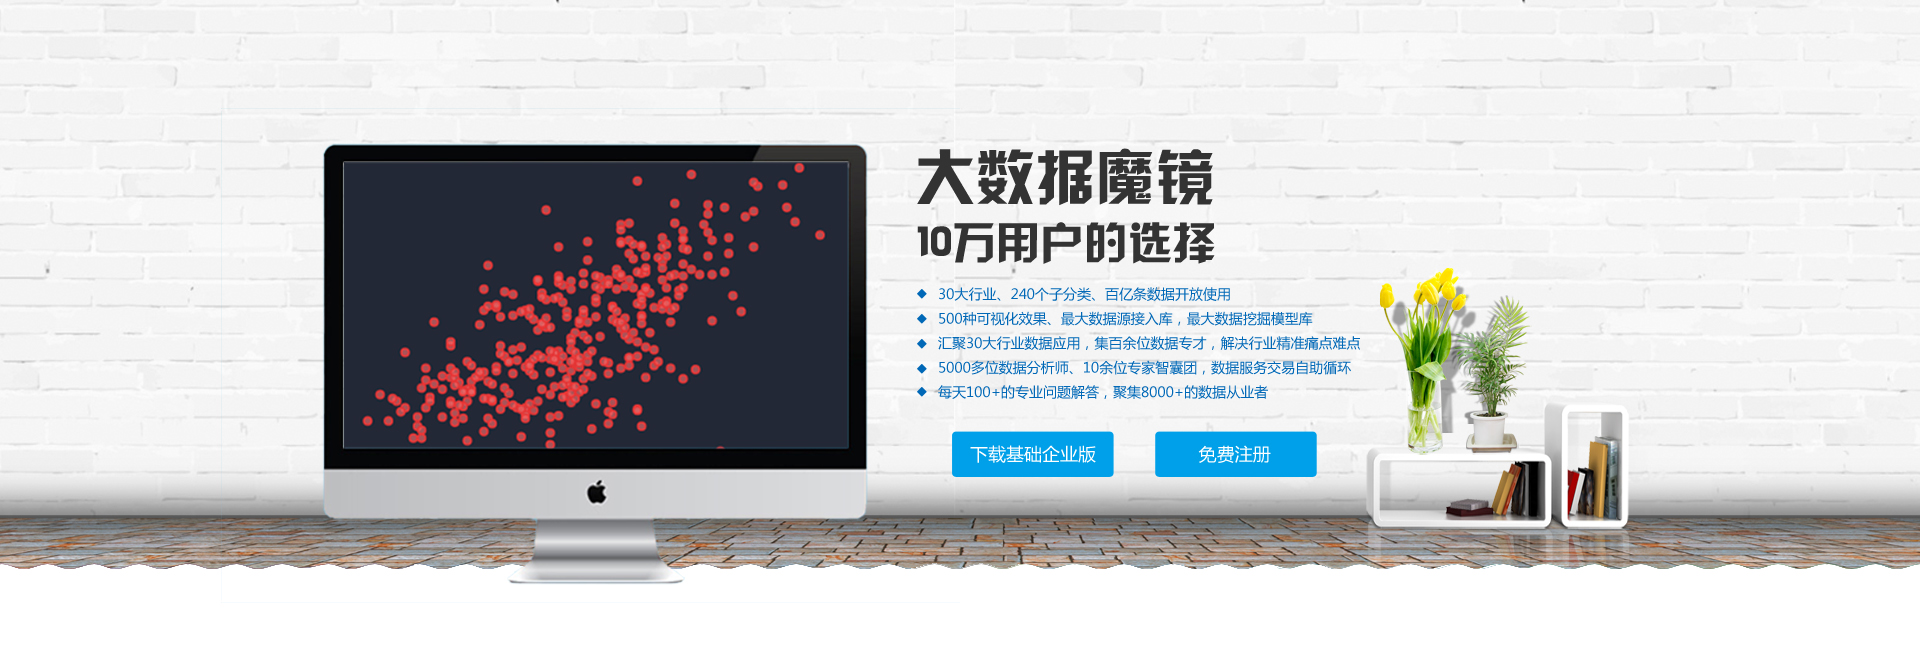 大数据魔镜
10万用户的选择
30大行业、240个子分类、百亿条数据开放使用
500种可视化效果、最大数据源接入库，最大数据挖掘模型库
汇聚30大行业数据应用，集百余位数据专才，解决行业精准痛点难点
5000多位数据分析师、10余位专家智囊团，数据服务交易自助循环
每天100+的专业问题解答，聚集8000+的数据从业者
下载基础企业版
免费注册